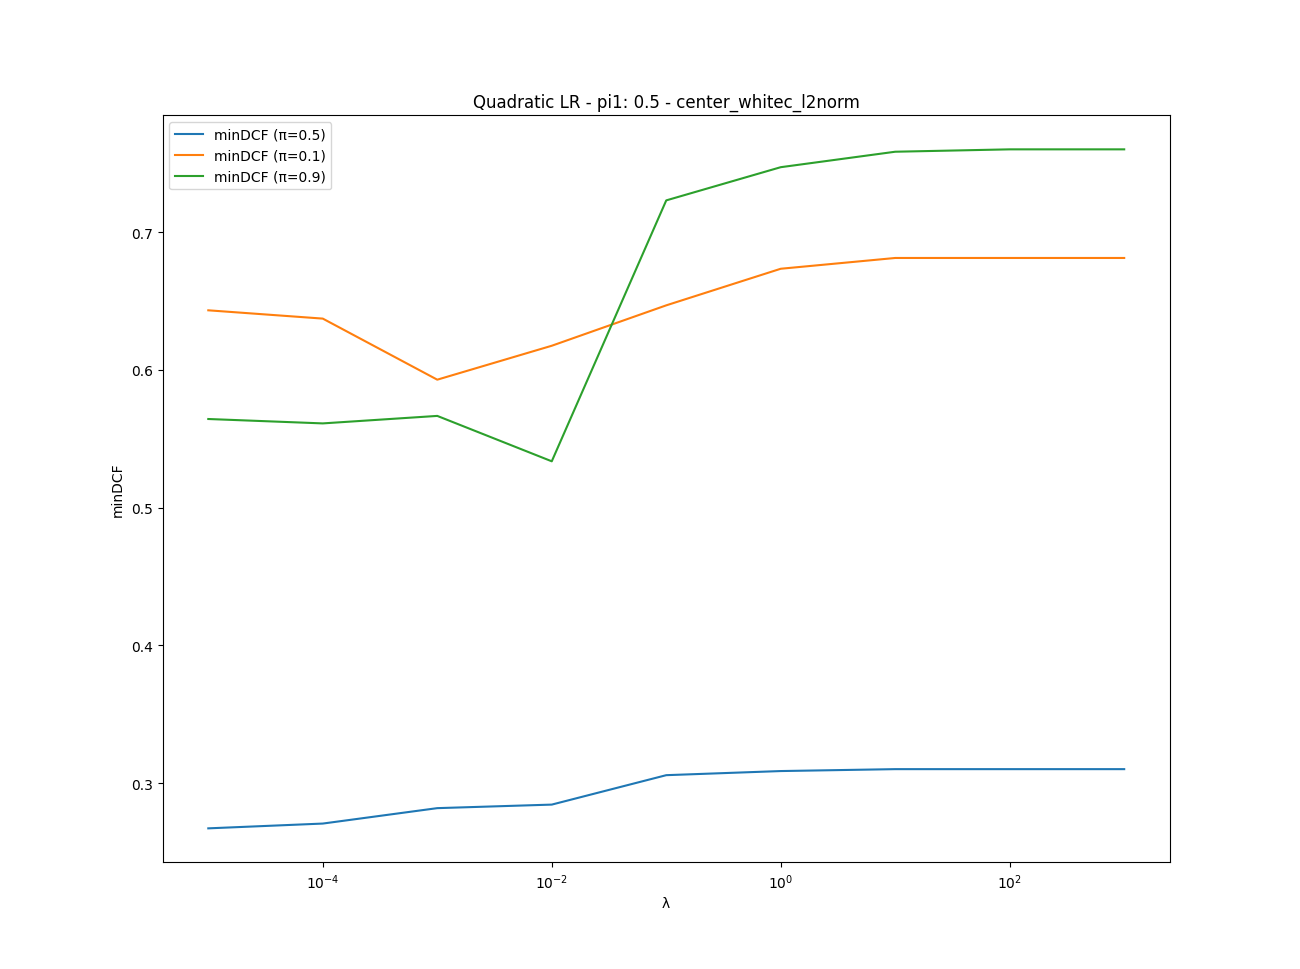 Quadratic LR - pi1: 0.5 - center_whitec_l2norm
minDCF (π=0.5)
minDCF (π=0.1)
minDCF (π=0.9)
0.7
0.6
0.5
0.4
0.3
minDCF
10⁻⁴
10⁻²
10⁰
10²
λ